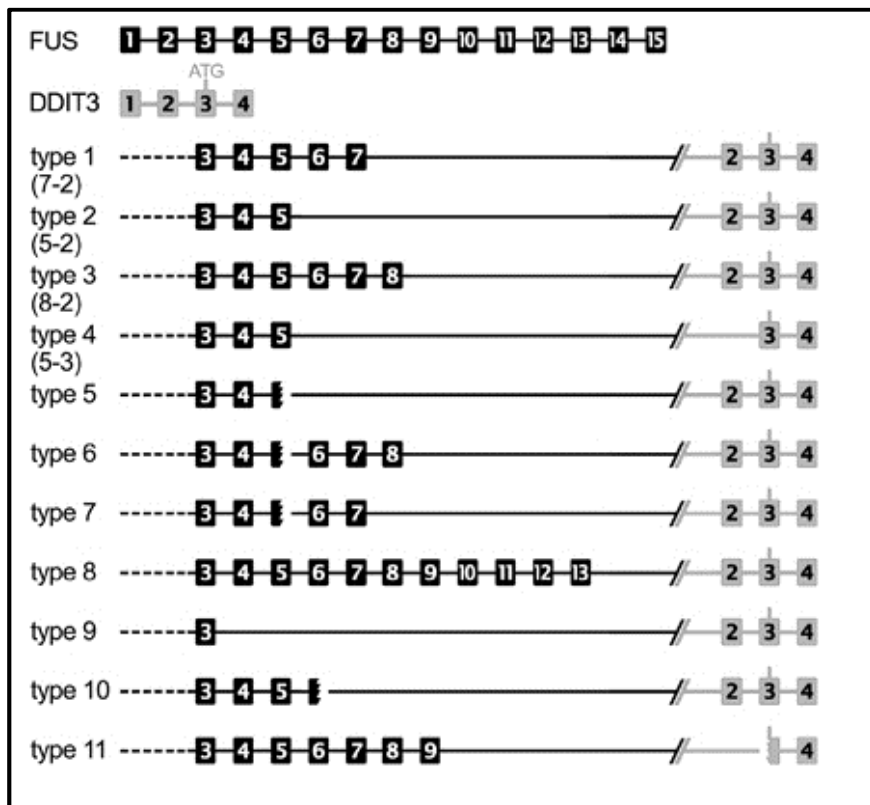 FUS 1 2 3 4 5 6 7 8 9 10 11 12 13 14 15
ATG
DDIT3 1 2 3 4
type 1 3 4 5 6 7 2 3 4
(7-2)
type 2 3 4 5 2 3 4
(5-2)
type 3 3 4 5 6 7 8 2 3 4
(8-2)
type 4 3 4 5 3 4
(5-3)
type 5 3 4 2 3 4
type 6 3 4 6 7 8 2 3 4
type 7 3 4 6 7 2 3 4
type 8 3 4 5 6 7 8 9 10 11 12 13 2 3 4
type 9 3 2 3 4
type 10 3 4 5 2 3 4
type 11 3 4 5 6 7 8 9 4